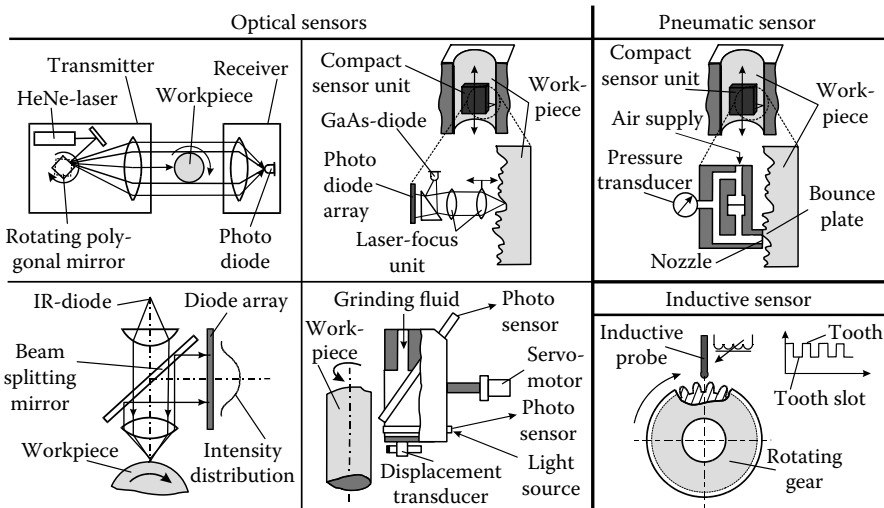 Optical sensors
Pneumatic sensor
Transmitter
HeNe-laser
Receiver
Workpiece
Rotating poly-
gonal mirror
Photo
diode
Compact
sensor unit
Work-
piece
GaAs-diode
Photo
diode
array
Laser-focus
unit
Compact
sensor unit
Work-
piece
Air supply
Pressure
transducer
Bounce
plate
Nozzle
IR-diode
Diode array
Beam
splitting
mirror
Workpiece
Intensity
distribution
Grinding fluid
Photo
sensor
Work-
piece
Servo-
motor
Photo
sensor
Light
source
Displacement
transducer
Inductive sensor
Inductive
probe
Tooth
Tooth slot
Rotating
gear